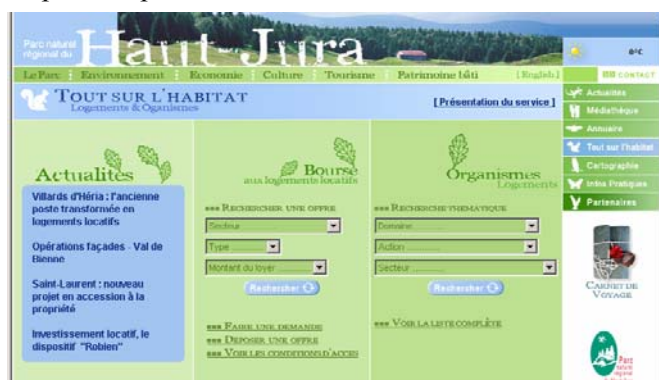 Parc naturel
régional du
Haut-Jura
0°C
Le Parc Environnement Economie Culture Tourisme Patrimoine bâti [English]
CONTACT
TOUT SUR L'HABITAT
Logements & Oganismes
[Présentation du service]
Actualités
Médiathèque
Annuaire
Tout sur l'habitat
Cartographie
Infos Pratiques
Partenaires
Actualités
Villards d'Héria : l'ancienne
poste transformée en
logements locatifs
Opérations façades - Val de
Bienne
Saint-Laurent : nouveau
projet en accession à la
propriété
Investissement locatif, le
dispositif "Robien"
Bourse
aux logements locatifs
RECHERCHER UNE OFFRE
Secteur
Type
Montant du loyer
Rechercher
FAIRE UNE DEMANDE
DEPOSER UNE OFFRE
VOIR LES CONDITIONS D'ACCES
Organismes
Logements
RECHERCHE THEMATIQUE
Domaine
Action
Secteur
Rechercher
VOIR LA LISTE COMPLÈTE
CARNET DE
VOYAGE
Parc
naturel
régional